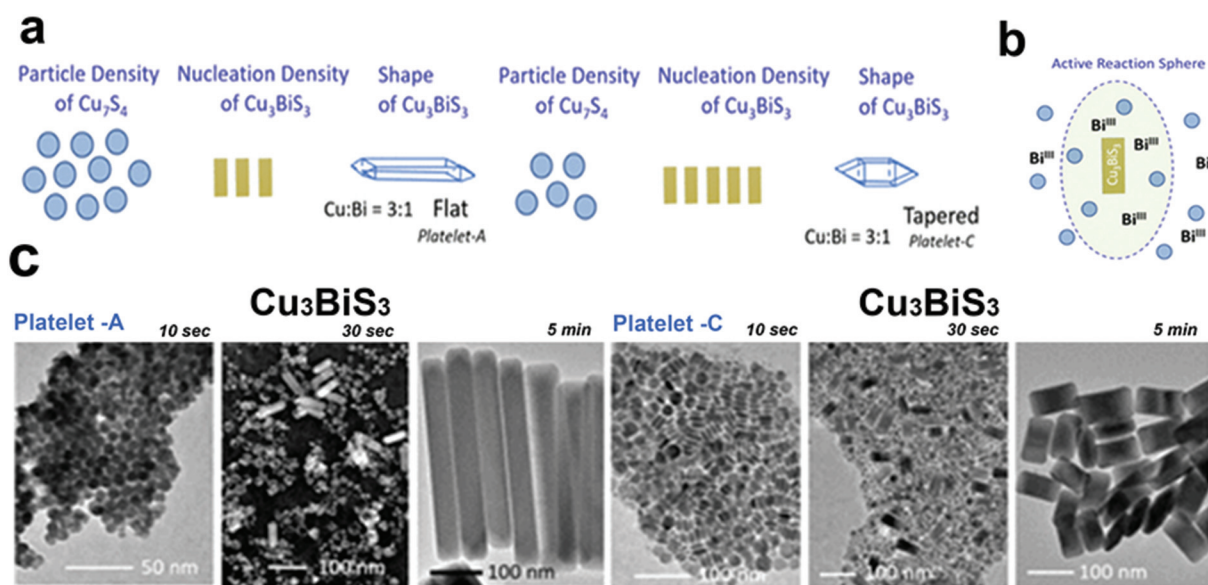 a
Particle Density
of Cu₇S₄
Nucleation Density
of Cu₃BiS₃
Shape
of Cu₃BiS₃
Cu:Bi = 3:1
Flat
Platelet-A
Particle Density
of Cu₇S₄
Nucleation Density
of Cu₃BiS₃
Shape
of Cu₃BiS₃
Cu:Bi = 3:1
Tapered
Platelet-C
b
Active Reaction Sphere
Biᴵᴵᴵ
Biᴵᴵᴵ
Biᴵᴵᴵ
Bi
Cu₃BiS₃
Biᴵᴵᴵ
Biᴵᴵᴵ
c
Cu₃BiS₃
Platelet -A
10 sec
30 sec
5 min
50 nm
100 nm
100 nm
Cu₃BiS₃
Platelet -C
10 sec
30 sec
5 min
100 nm
100 nm
100 nm